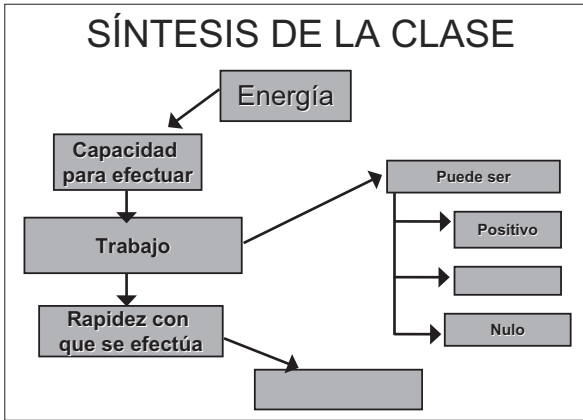 SÍNTESIS DE LA CLASE
Energía
Capacidad
para efectuar
Trabajo
Rapidez con
que se efectúa
Puede ser
Positivo
Nulo